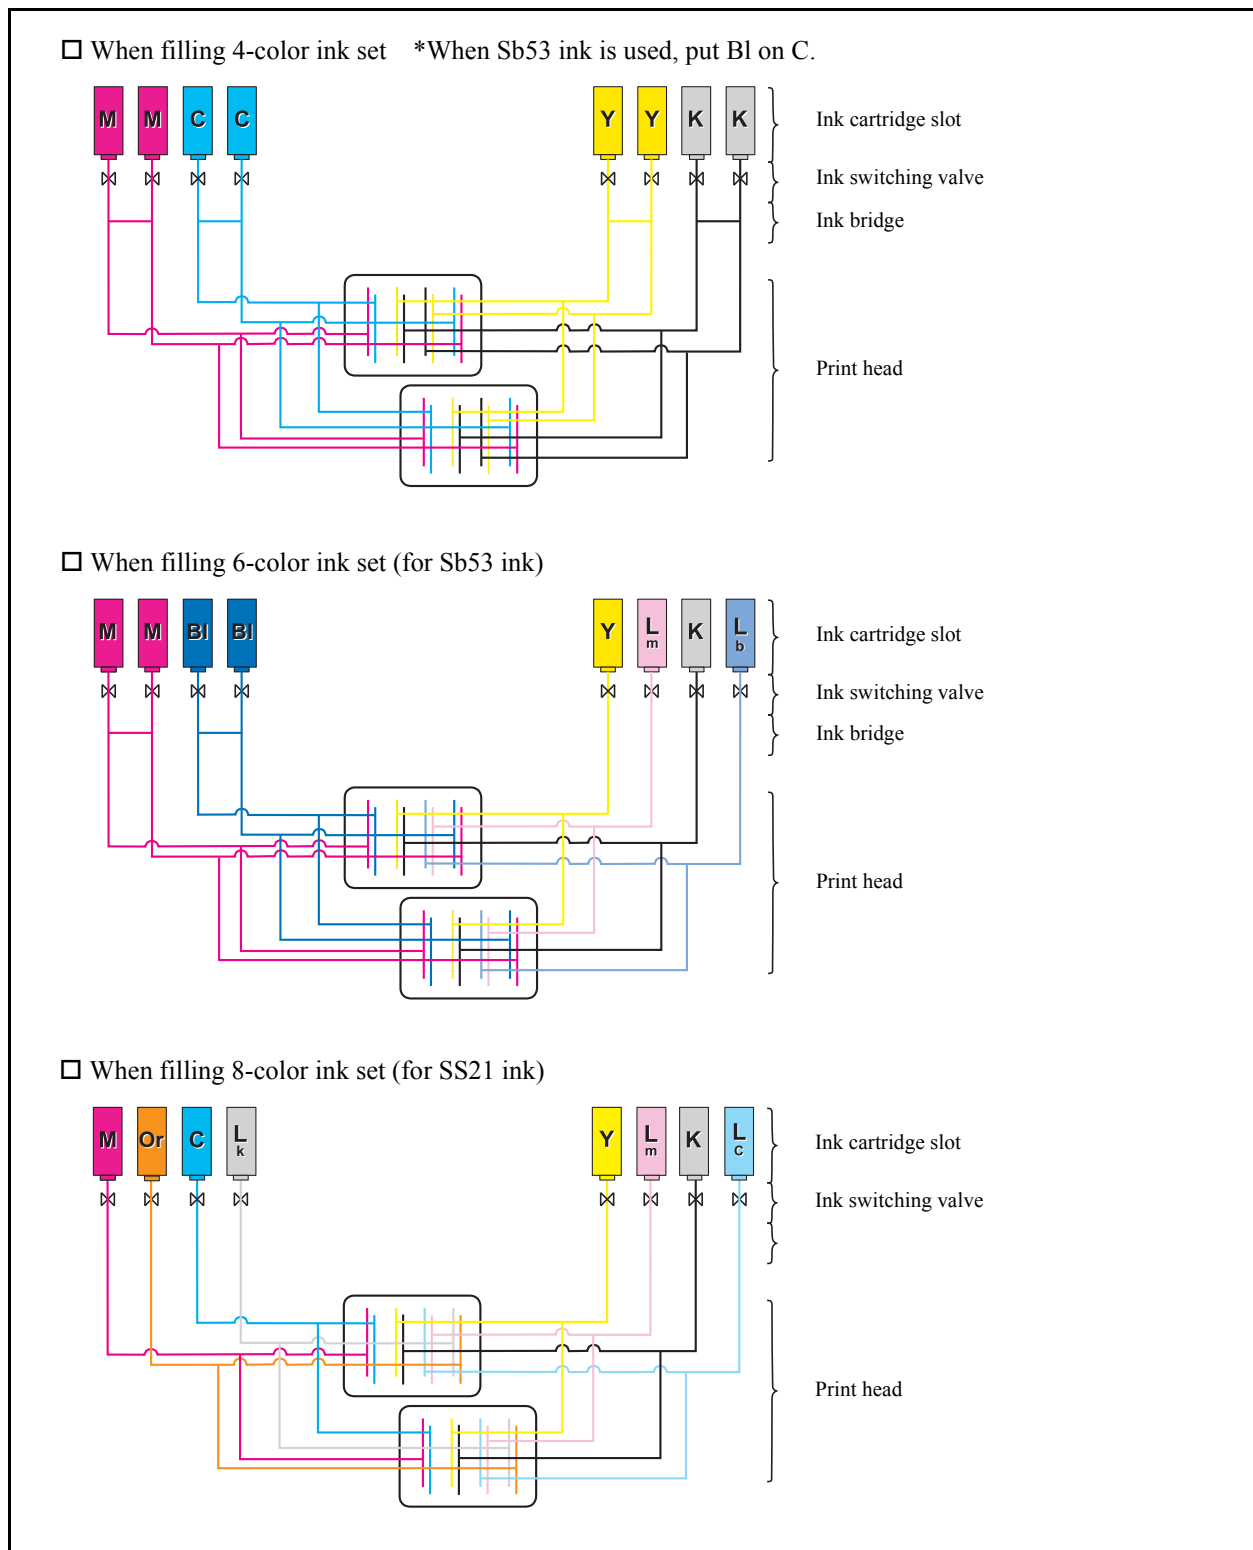 ☐ When filling 4-color ink set *When Sb53 ink is used, put Bl on C.
M M C C Y Y K K
Ink cartridge slot
Ink switching valve
Ink bridge
Print head
☐ When filling 6-color ink set (for Sb53 ink)
M M Bl Bl Y Lm K Lb
Ink cartridge slot
Ink switching valve
Ink bridge
Print head
☐ When filling 8-color ink set (for SS21 ink)
M Or C Lk Y Lm K Lc
Ink cartridge slot
Ink switching valve
Print head